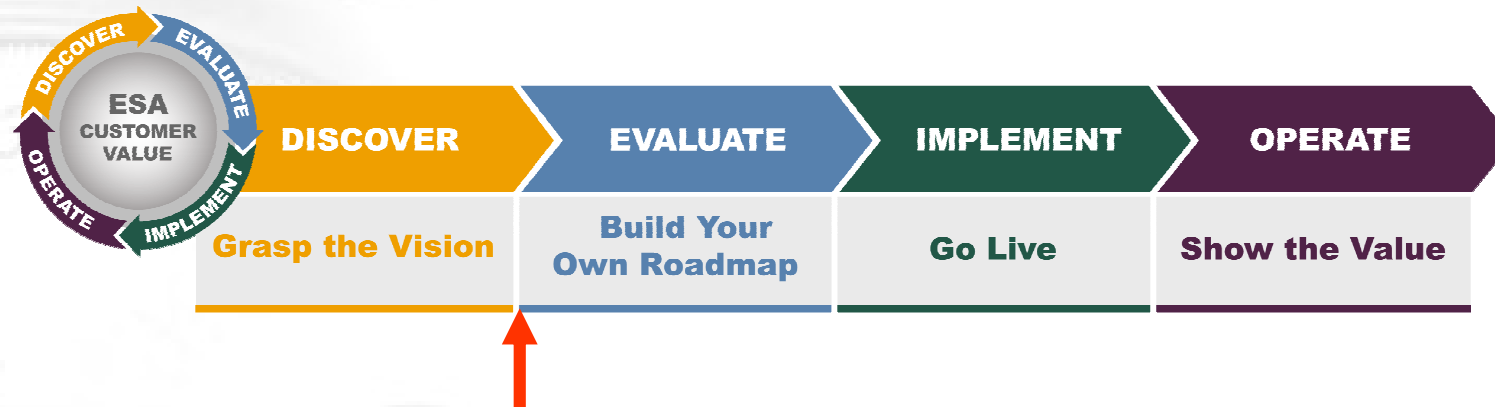 DISCOVER
EVALUATE
IMPLEMENT
OPERATE
ESA
CUSTOMER
VALUE
DISCOVER
EVALUATE
IMPLEMENT
OPERATE
Grasp the Vision
Build Your
Own Roadmap
Go Live
Show the Value